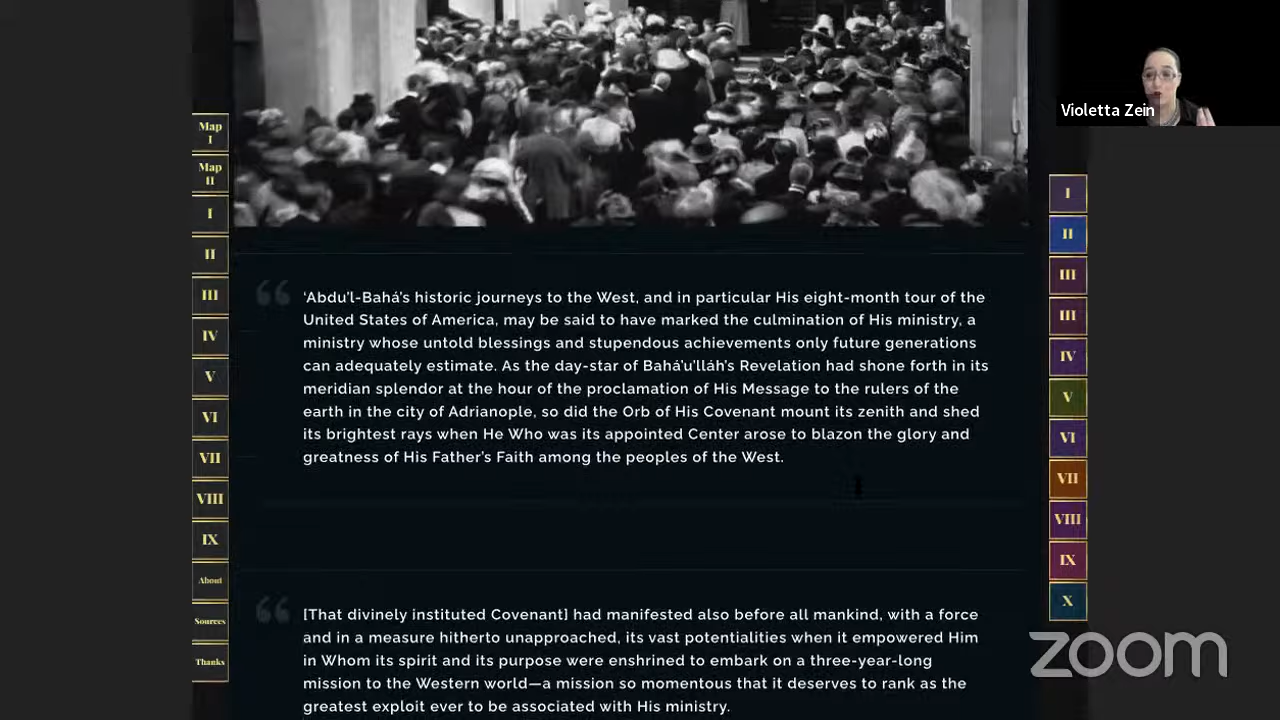 Violetta Zein
Map
I
Map
II
I
II
III
IV
V
VI
VII
VIII
IX
About
Sources
Thanks
‘Abdu’l-Bahá’s historic journeys to the West, and in particular His eight-month tour of the
United States of America, may be said to have marked the culmination of His ministry, a
ministry whose untold blessings and stupendous achievements only future generations
can adequately estimate. As the day-star of Bahá’u’lláh’s Revelation had shone forth in its
meridian splendor at the hour of the proclamation of His Message to the rulers of the
earth in the city of Adrianople, so did the Orb of His Covenant mount its zenith and shed
its brightest rays when He Who was its appointed Center arose to blazon the glory and
greatness of His Father’s Faith among the peoples of the West.
[That divinely instituted Covenant] had manifested also before all mankind, with a force
and in a measure hitherto unapproached, its vast potentialities when it empowered Him
in Whom its spirit and its purpose were enshrined to embark on a three-year-long
mission to the Western world—a mission so momentous that it deserves to rank as the
greatest exploit ever to be associated with His ministry.
I
II
III
III
IV
V
VI
VII
VIII
IX
X
zoom